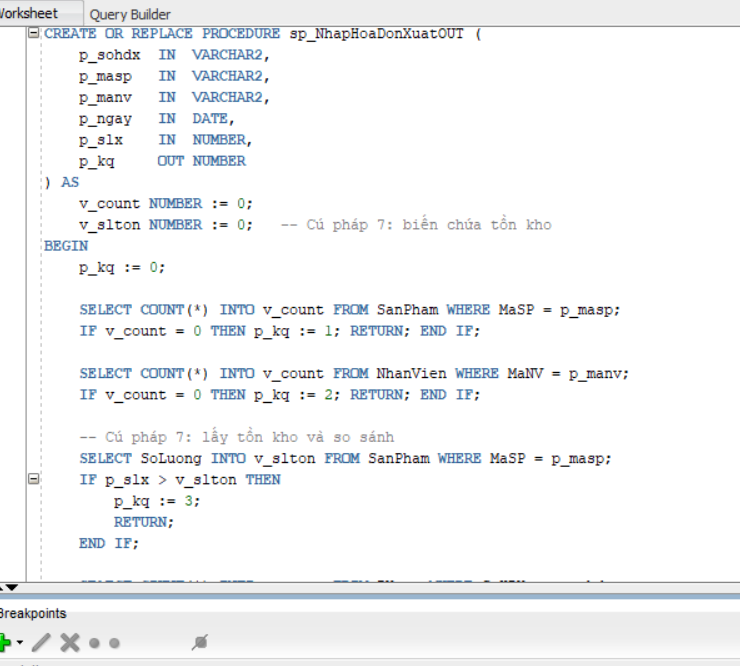 Worksheet Query Builder
CREATE OR REPLACE PROCEDURE sp_NhapHoaDonXuatOUT (
p_sohdx IN VARCHAR2,
p_masp IN VARCHAR2,
p_manv IN VARCHAR2,
p_ngay IN DATE,
p_slx IN NUMBER,
p_kq OUT NUMBER
) AS
v_count NUMBER := 0;
v_slton NUMBER := 0; -- Cú pháp 7: biến chứa tồn kho
BEGIN
p_kq := 0;
SELECT COUNT(*) INTO v_count FROM SanPham WHERE MaSP = p_masp;
IF v_count = 0 THEN p_kq := 1; RETURN; END IF;
SELECT COUNT(*) INTO v_count FROM NhanVien WHERE MaNV = p_manv;
IF v_count = 0 THEN p_kq := 2; RETURN; END IF;
-- Cú pháp 7: lấy tồn kho và so sánh
SELECT SoLuong INTO v_slton FROM SanPham WHERE MaSP = p_masp;
IF p_slx > v_slton THEN
p_kq := 3;
RETURN;
END IF;
Breakpoints